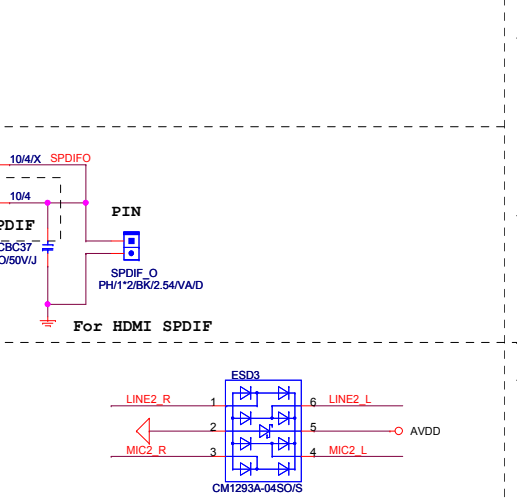 10/4/X SPDIFO
10/4
PIN
PDIF
CBC37
O/50V/J
SPDIF_O
PH/1*2/BK/2.54/VA/D
For HDMI SPDIF
ESD3
LINE2_R 1 6 LINE2_L
2 5 AVDD
MIC2_R 3 4 MIC2_L
CM1293A-04SO/S